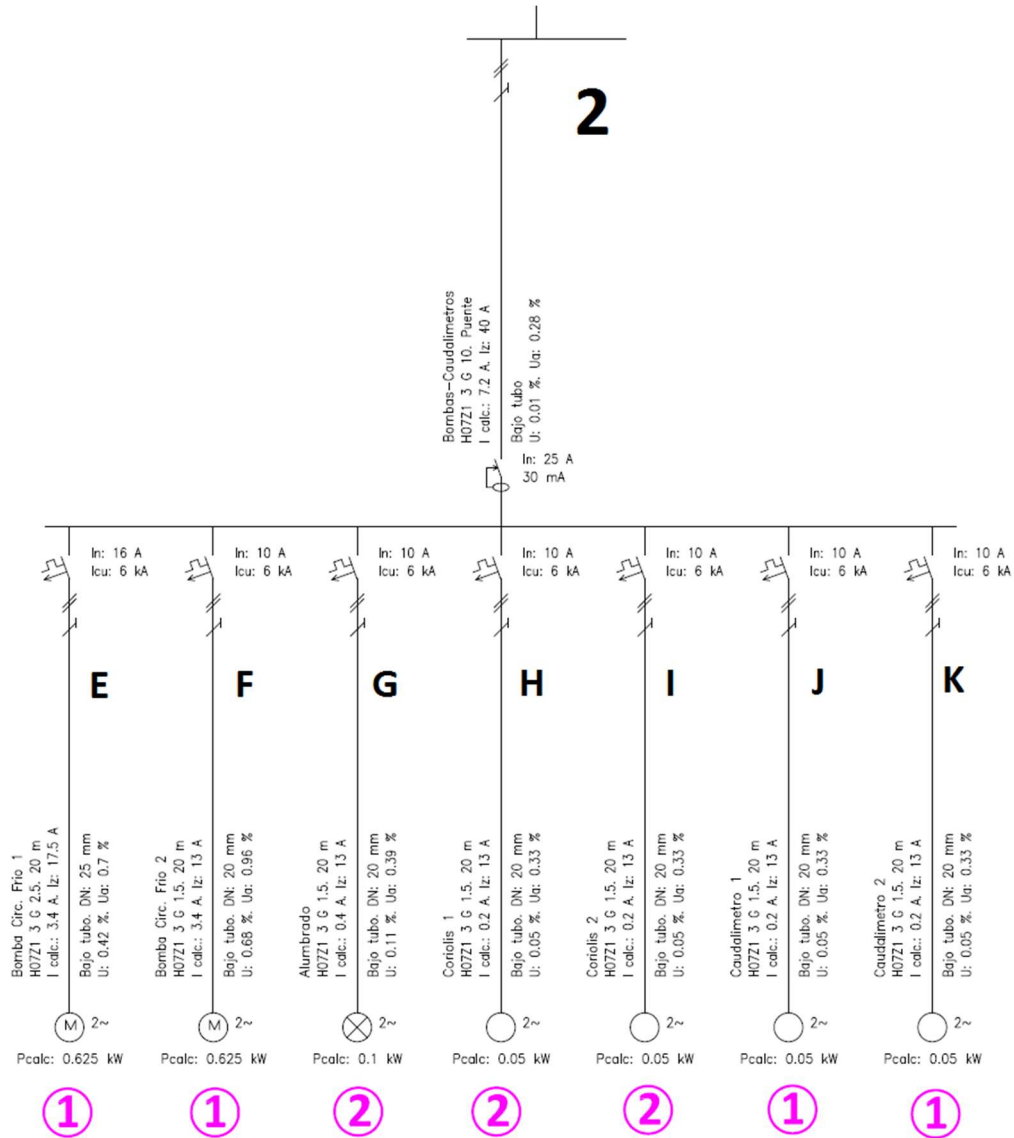 2
Bombas-Caudalimetros
H07Z1 3 G 10. Puente
I calc.: 7.2 A. Iz: 40 A
Bajo tubo
U: 0.01 %. Ua: 0.28 %
In: 25 A
30 mA
In: 16 A
Icu: 6 kA
In: 10 A
Icu: 6 kA
In: 10 A
Icu: 6 kA
In: 10 A
Icu: 6 kA
In: 10 A
Icu: 6 kA
In: 10 A
Icu: 6 kA
In: 10 A
Icu: 6 kA
E
F
G
H
I
J
K
Bomba Circ. Frio 1
H07Z1 3 G 2.5. 20 m
I calc.: 3.4 A. Iz: 17.5 A
Bajo tubo. DN: 25 mm
U: 0.42 %. Ua: 0.7 %
Bomba Circ. Frio 2
H07Z1 3 G 1.5. 20 m
I calc.: 3.4 A. Iz: 13 A
Bajo tubo. DN: 20 mm
U: 0.68 %. Ua: 0.96 %
Alumbrado
H07Z1 3 G 1.5. 20 m
I calc.: 0.4 A. Iz: 13 A
Bajo tubo. DN: 20 mm
U: 0.11 %. Ua: 0.39 %
Coriolis 1
H07Z1 3 G 1.5. 20 m
I calc.: 0.2 A. Iz: 13 A
Bajo tubo. DN: 20 mm
U: 0.05 %. Ua: 0.33 %
Coriolis 2
H07Z1 3 G 1.5. 20 m
I calc.: 0.2 A. Iz: 13 A
Bajo tubo. DN: 20 mm
U: 0.05 %. Ua: 0.33 %
Caudalimetro 1
H07Z1 3 G 1.5. 20 m
I calc.: 0.2 A. Iz: 13 A
Bajo tubo. DN: 20 mm
U: 0.05 %. Ua: 0.33 %
Caudalimetro 2
H07Z1 3 G 1.5. 20 m
I calc.: 0.2 A. Iz: 13 A
Bajo tubo. DN: 20 mm
U: 0.05 %. Ua: 0.33 %
M 2~
M 2~
2~
2~
2~
2~
2~
Pcalc: 0.625 kW
Pcalc: 0.625 kW
Pcalc: 0.1 kW
Pcalc: 0.05 kW
Pcalc: 0.05 kW
Pcalc: 0.05 kW
Pcalc: 0.05 kW
1
1
2
2
2
1
1